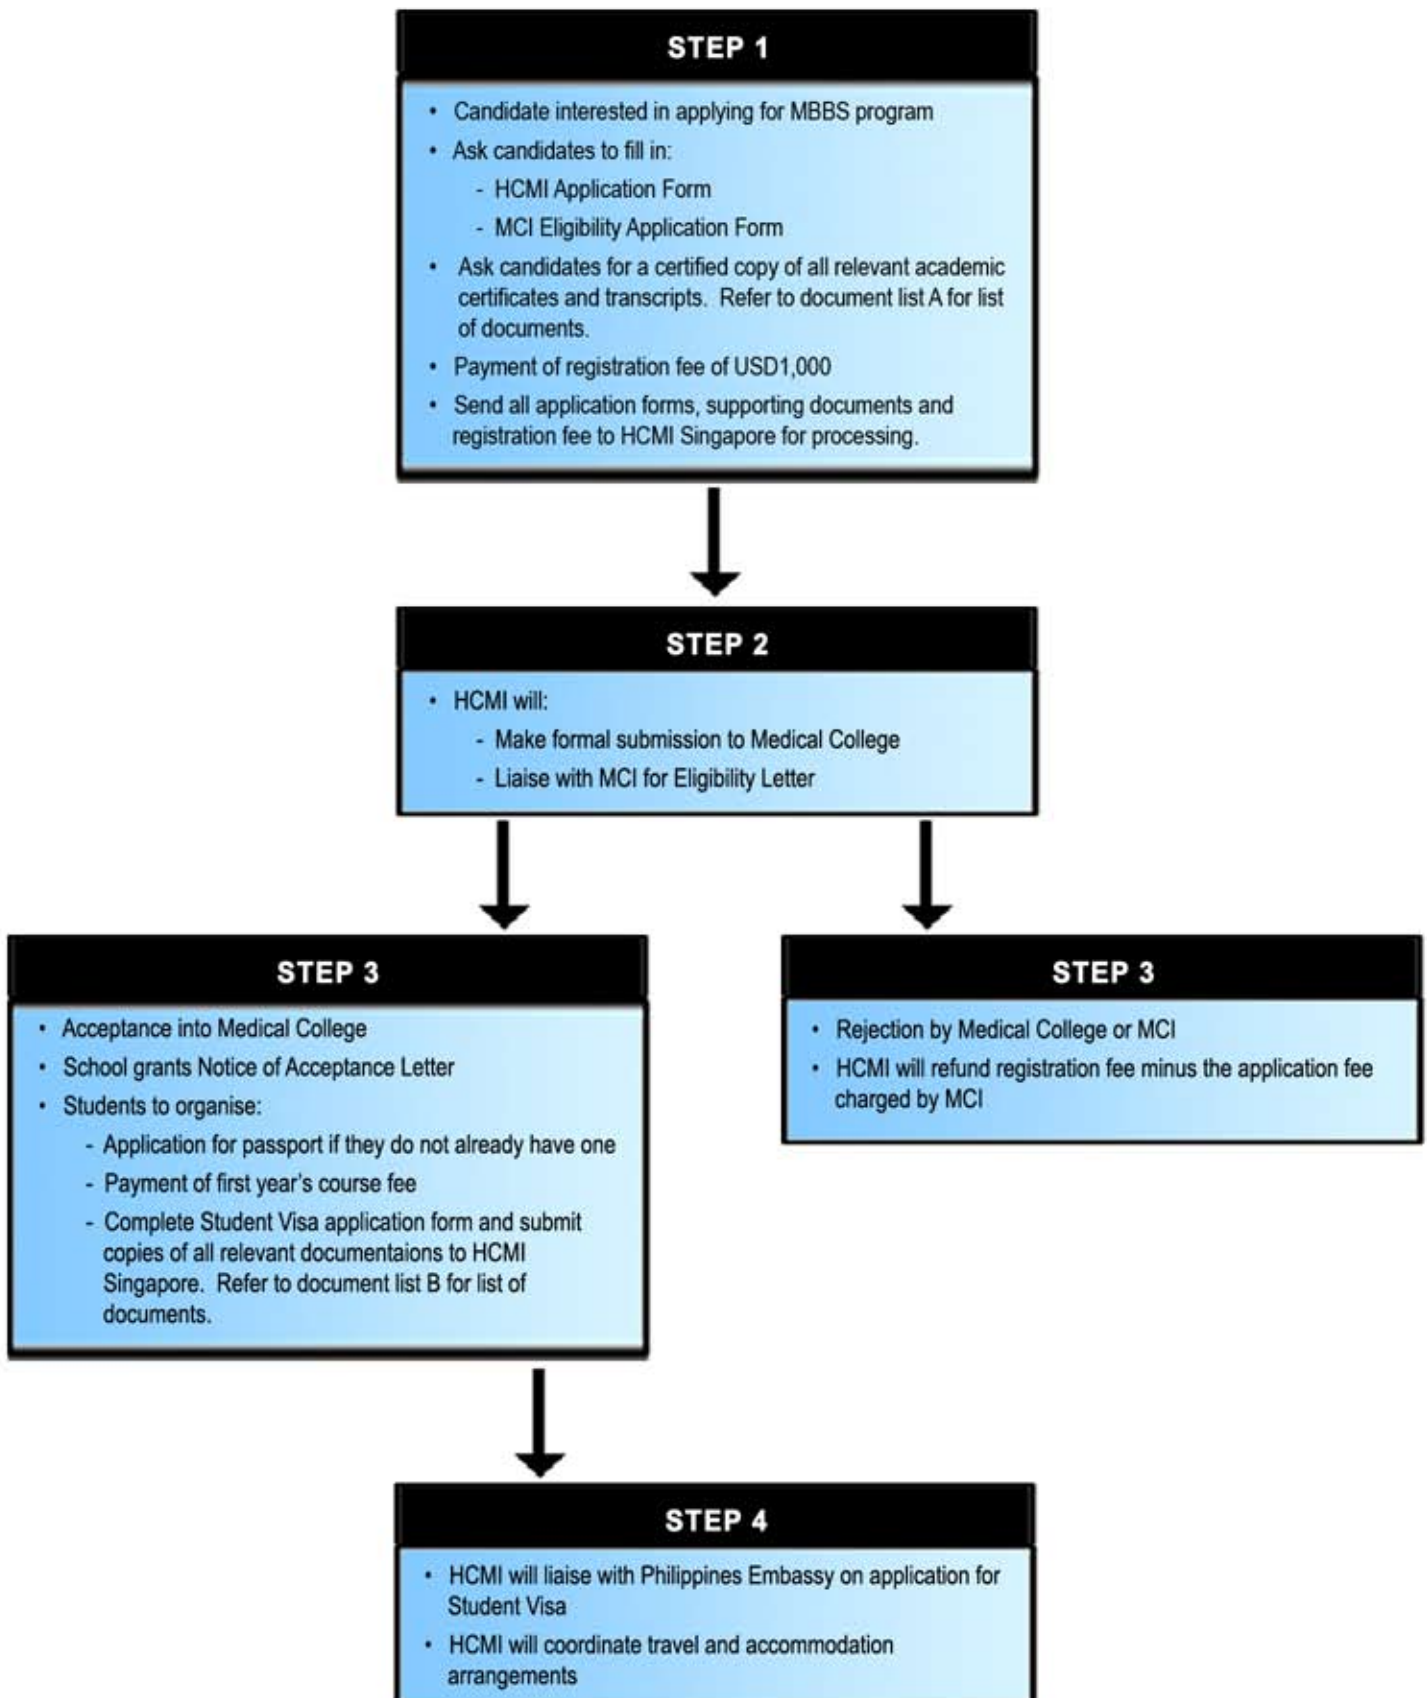 STEP 1
• Candidate interested in applying for MBBS program
• Ask candidates to fill in:
- HCMI Application Form
- MCI Eligibility Application Form
• Ask candidates for a certified copy of all relevant academic
certificates and transcripts. Refer to document list A for list
of documents.
• Payment of registration fee of USD1,000
• Send all application forms, supporting documents and
registration fee to HCMI Singapore for processing.
STEP 2
• HCMI will:
- Make formal submission to Medical College
- Liaise with MCI for Eligibility Letter
STEP 3
• Acceptance into Medical College
• School grants Notice of Acceptance Letter
• Students to organise:
- Application for passport if they do not already have one
- Payment of first year's course fee
- Complete Student Visa application form and submit
copies of all relevant documentaions to HCMI
Singapore. Refer to document list B for list of
documents.
STEP 3
• Rejection by Medical College or MCI
• HCMI will refund registration fee minus the application fee
charged by MCI
STEP 4
• HCMI will liaise with Philippines Embassy on application for
Student Visa
• HCMI will coordinate travel and accommodation
arrangements